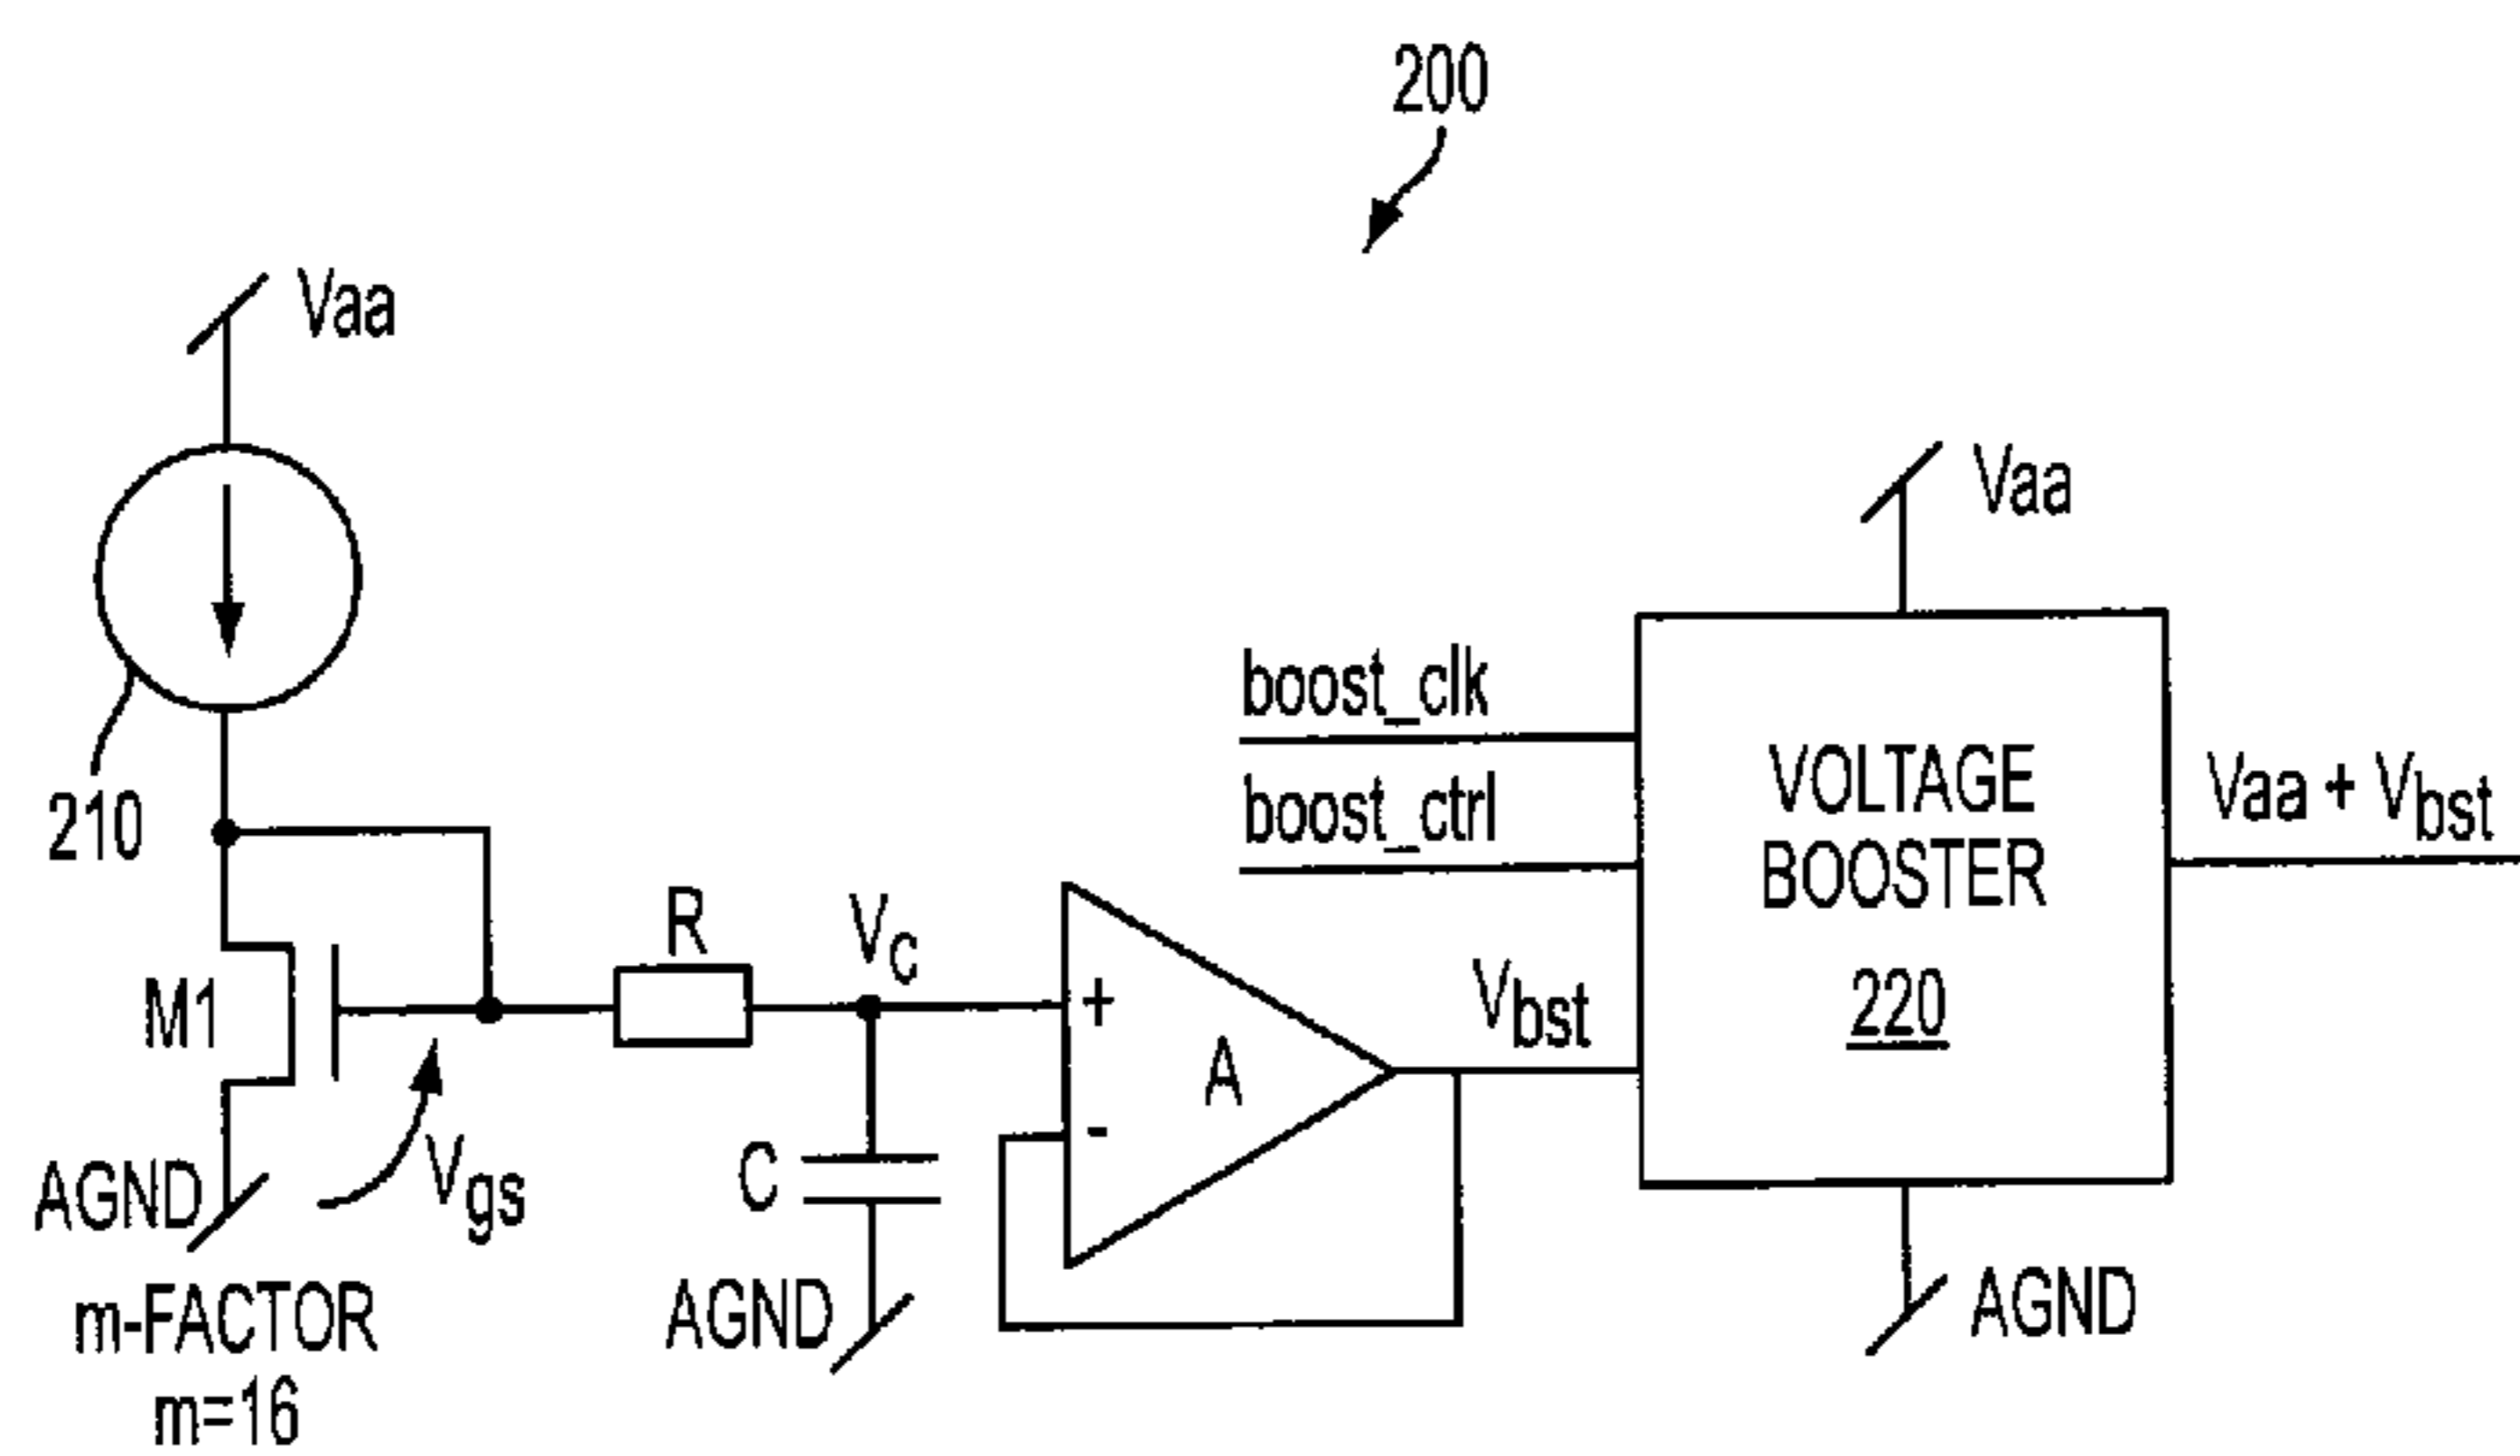 200
Vaa
Vaa
boost_clk
boost_ctrl
VOLTAGE
BOOSTER
220
Vaa + Vbst
210
R
Vc
M1
+
A
-
Vbst
Vgs
C
AGND
AGND
AGND
m-FACTOR
m=16